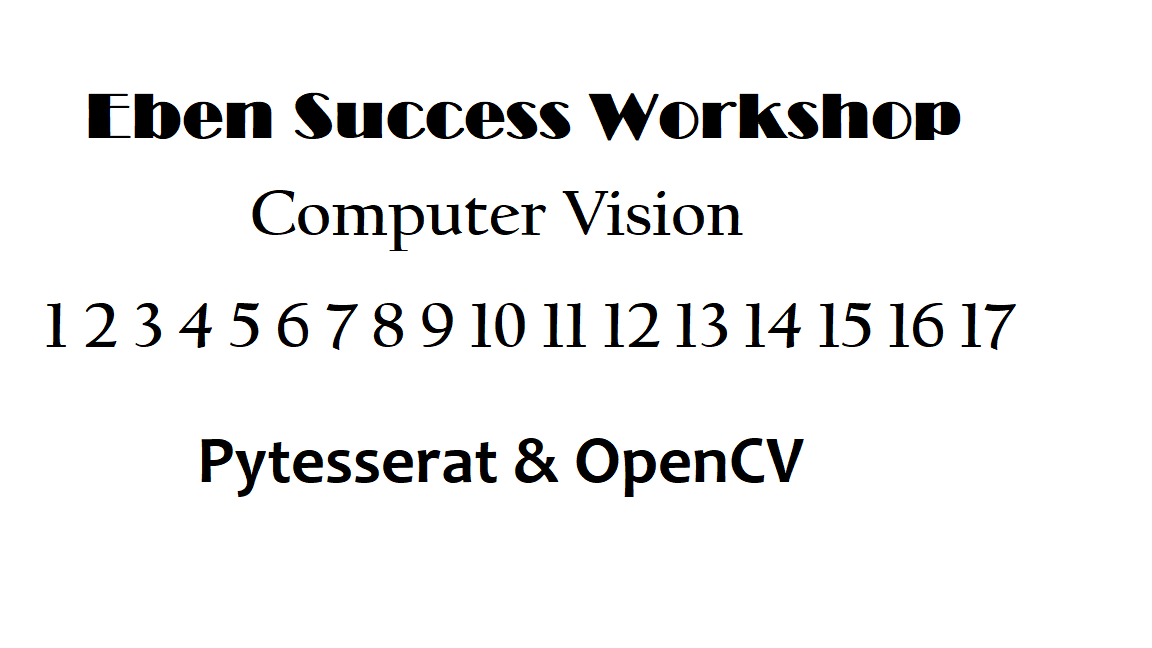 Eben Success Workshop
Computer Vision
1 2 3 4 5 6 7 8 9 10 11 12 13 14 15 16 17
Pytesserat & OpenCV